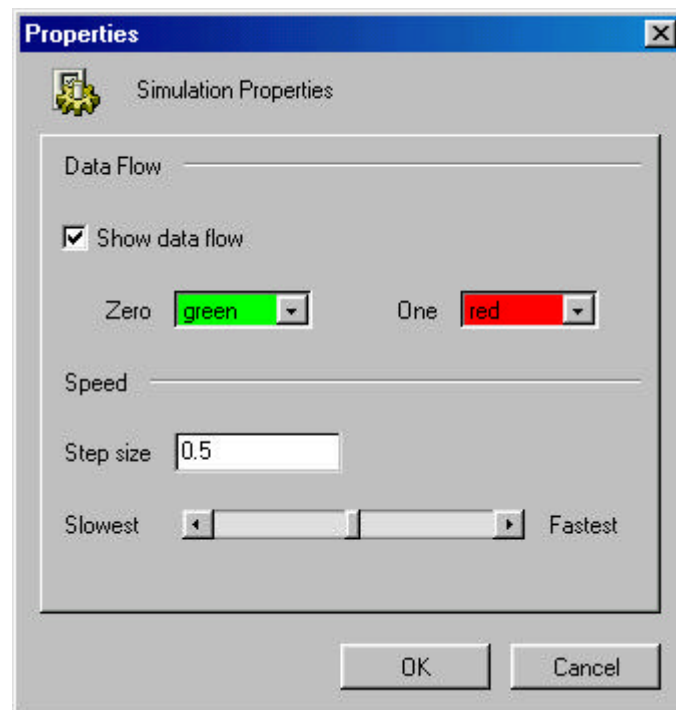 Properties
Simulation Properties
Data Flow
Show data flow
Zero green One red
Speed
Step size 0.5
Slowest Fastest
OK Cancel